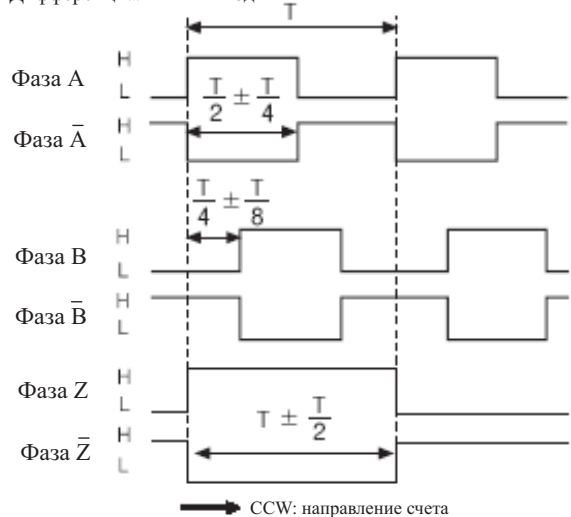 T
H
Фаза A
L
T/2 ± T/4
H
Фаза A̅
L
T/4 ± T/8
H
Фаза B
L
H
Фаза B̅
L
H
Фаза Z
L
T ± T/2
H
Фаза Z̅
L
CCW: направление счета